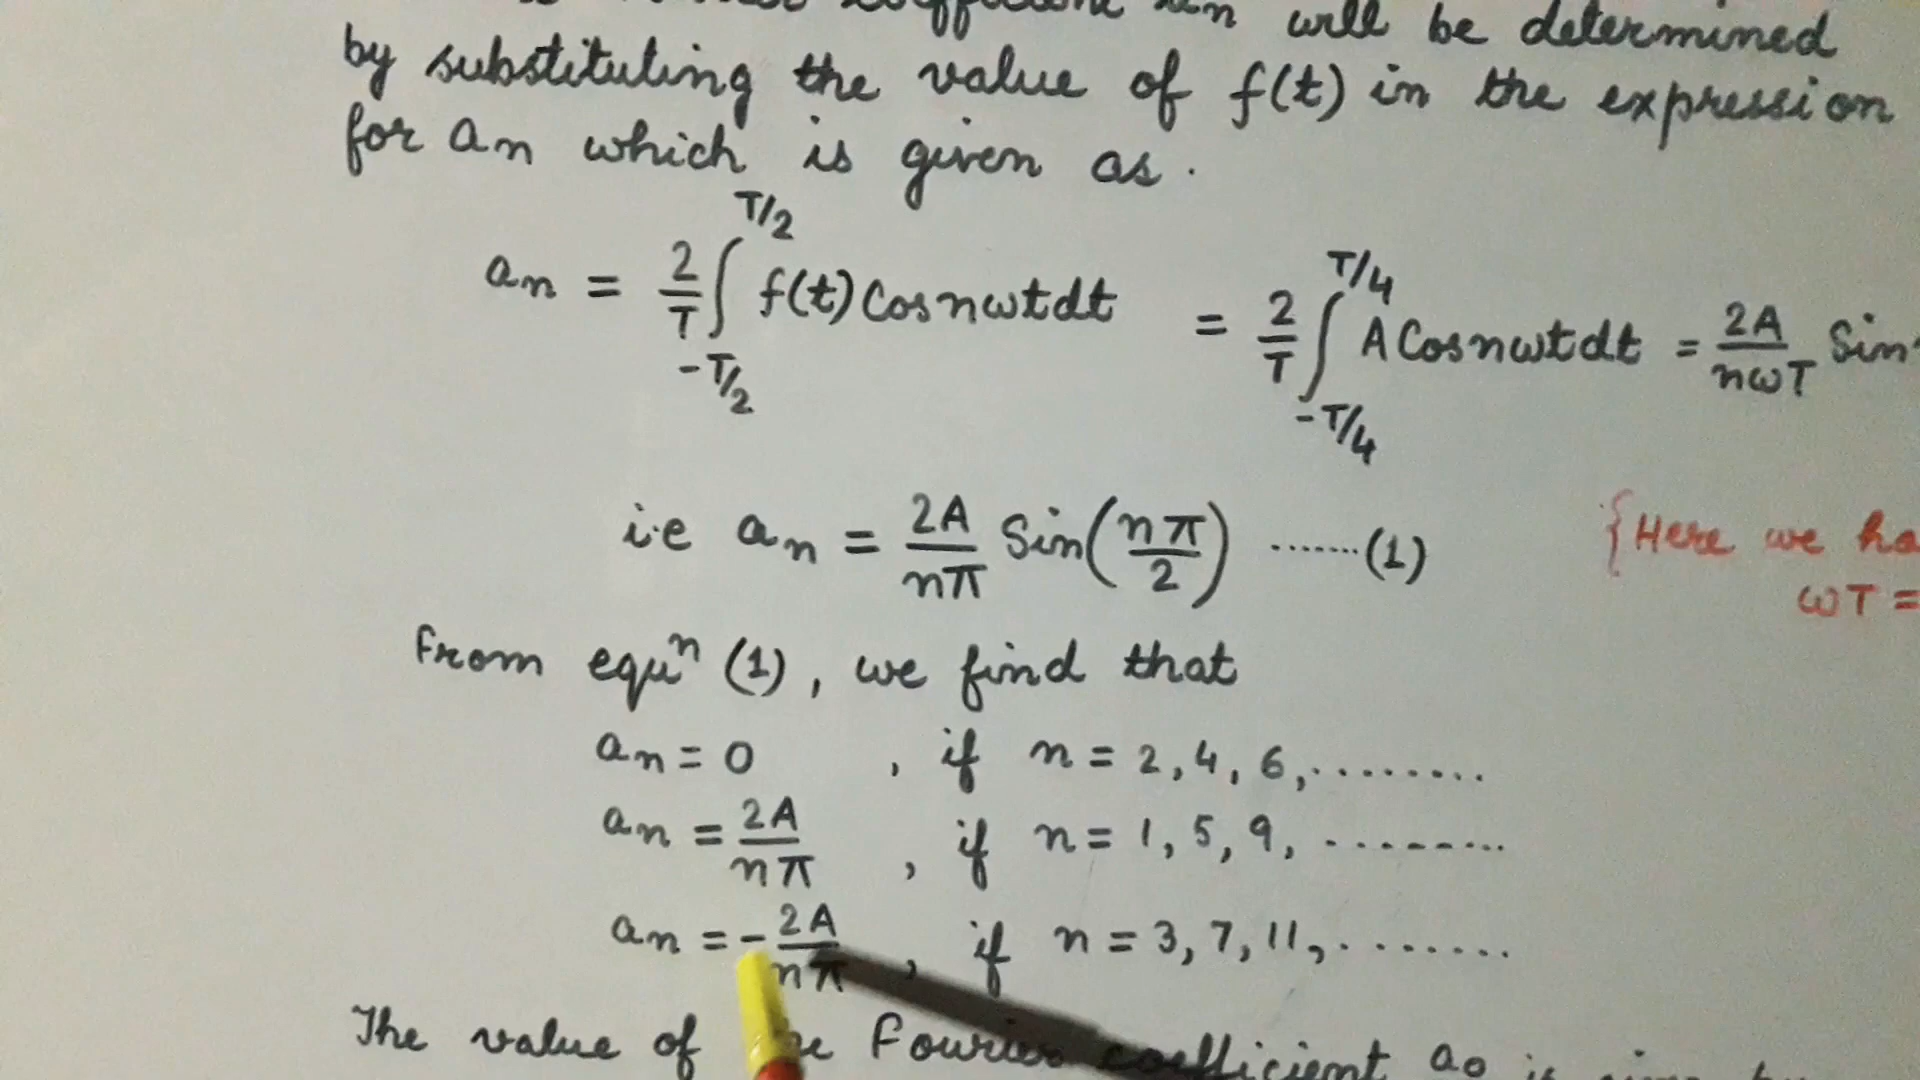 coefficient an will be determined
by substituting the value of f(t) in the expression
for an which is given as.
an = 2/T ∫_{-T/2}^{T/2} f(t) Cos nωt dt = 2/T ∫_{-T/4}^{T/4} A Cos nωt dt = 2A/nωT Sin
i.e an = 2A/nπ Sin(nπ/2) .......(1)
{Here we
ωT =
From equⁿ (1), we find that
an = 0 , if n = 2, 4, 6, ........
an = 2A/nπ , if n = 1, 5, 9, .........
an = - 2A/nπ , if n = 3, 7, 11, ........
The value of Fourier coefficient a0 is